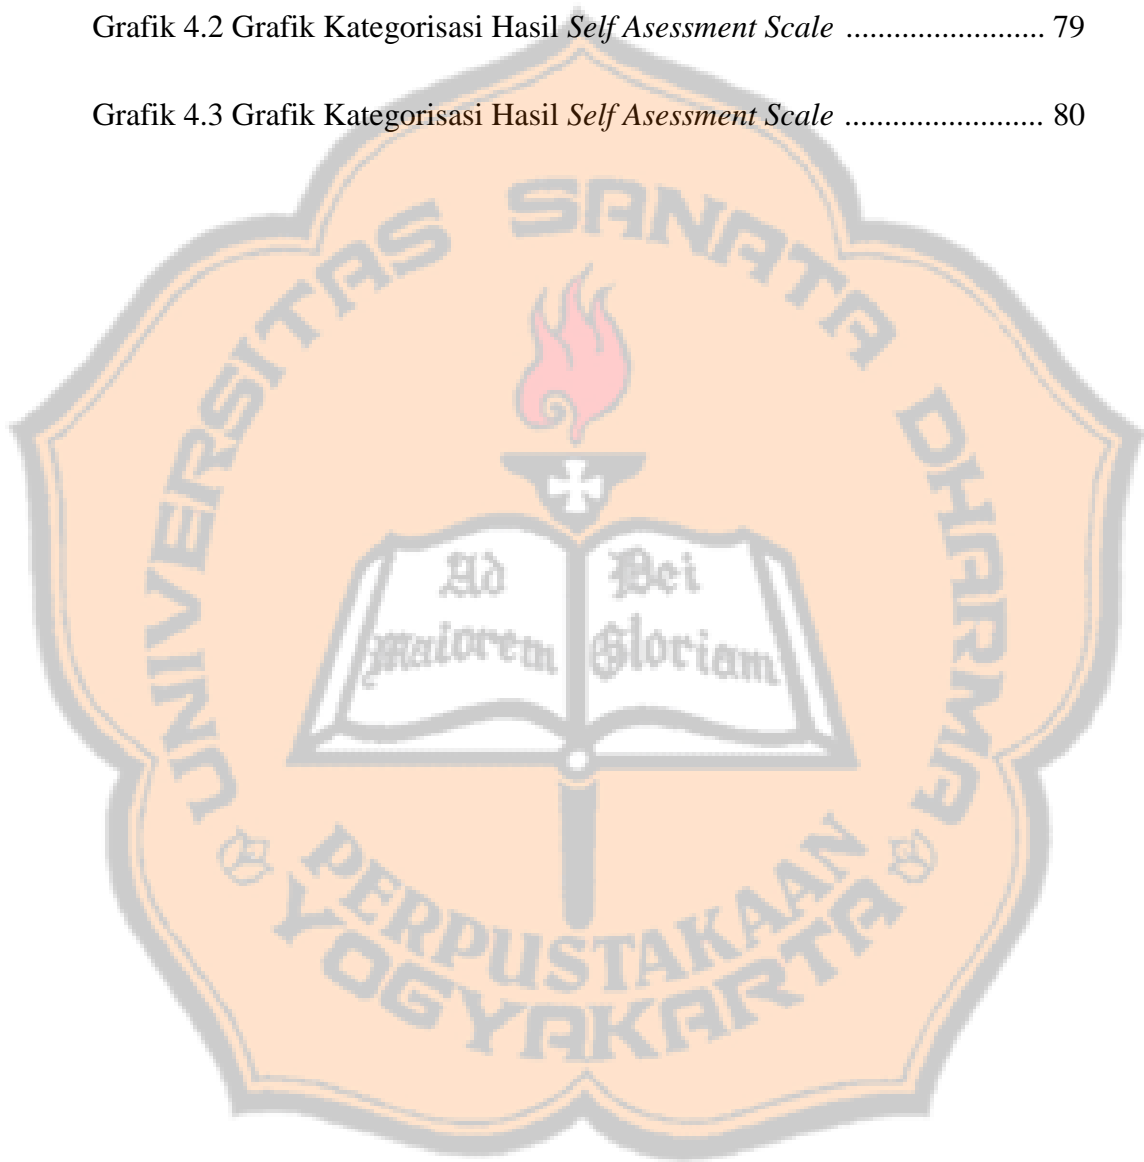 Grafik 4.2 Grafik Kategorisasi Hasil Self Asessment Scale ......................... 79
Grafik 4.3 Grafik Kategorisasi Hasil Self Asessment Scale ......................... 80
UNIVERSITAS SANATA DHARMA
Ad
maiorem
Dei
Gloriam
PERPUSTAKAAN
YOGYAKARTA